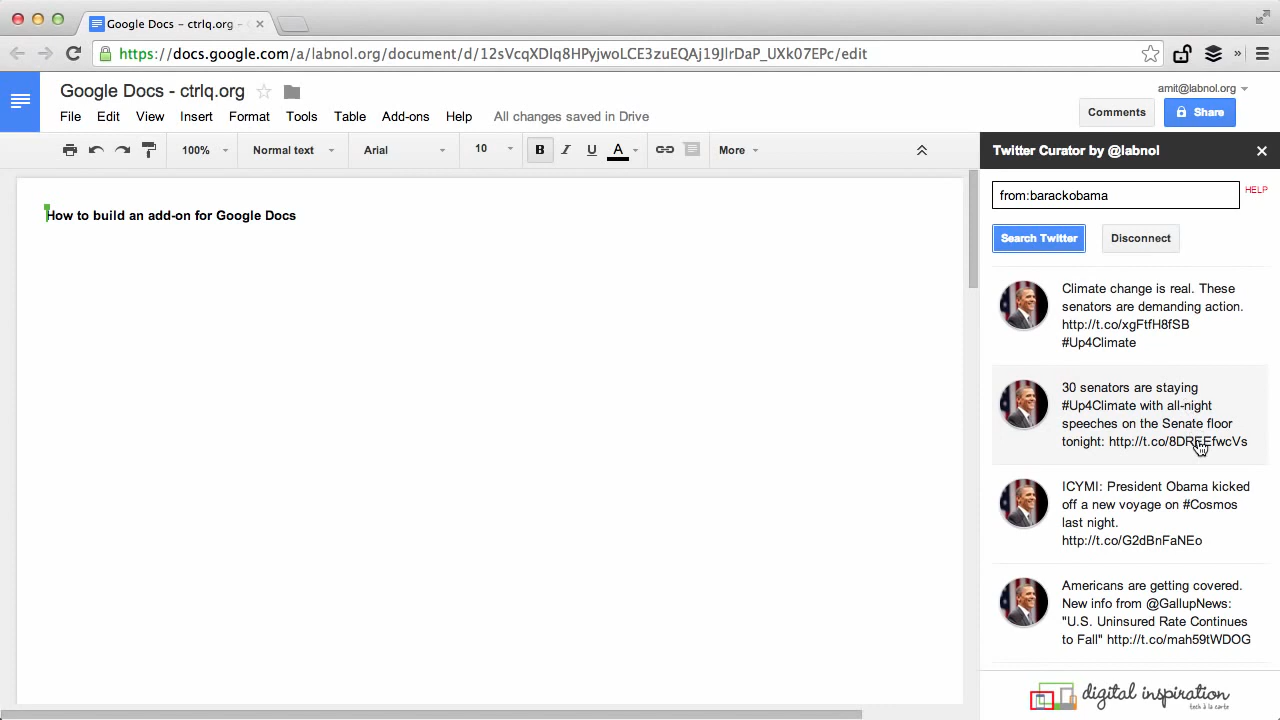 Google Docs - ctrlq.org -
https://docs.google.com/a/labnol.org/document/d/12sVcqXDIq8HPyjwoLCE3zuEQAj19JlrDaP_UXk07EPc/edit
Google Docs - ctrlq.org
amit@labnol.org
File Edit View Insert Format Tools Table Add-ons Help All changes saved in Drive
Comments Share
100% Normal text Arial 10 B I U A More
Twitter Curator by @labnol
from:barackobama
HELP
Search Twitter Disconnect
How to build an add-on for Google Docs
Climate change is real. These
senators are demanding action.
http://t.co/xgFtfH8fSB
#Up4Climate
30 senators are staying
#Up4Climate with all-night
speeches on the Senate floor
tonight: http://t.co/8DREEfwcVs
ICYMI: President Obama kicked
off a new voyage on #Cosmos
last night.
http://t.co/G2dBnFaNEo
Americans are getting covered.
New info from @GallupNews:
"U.S. Uninsured Rate Continues
to Fall" http://t.co/mah59tWDOG
digital inspiration
tech à la carte